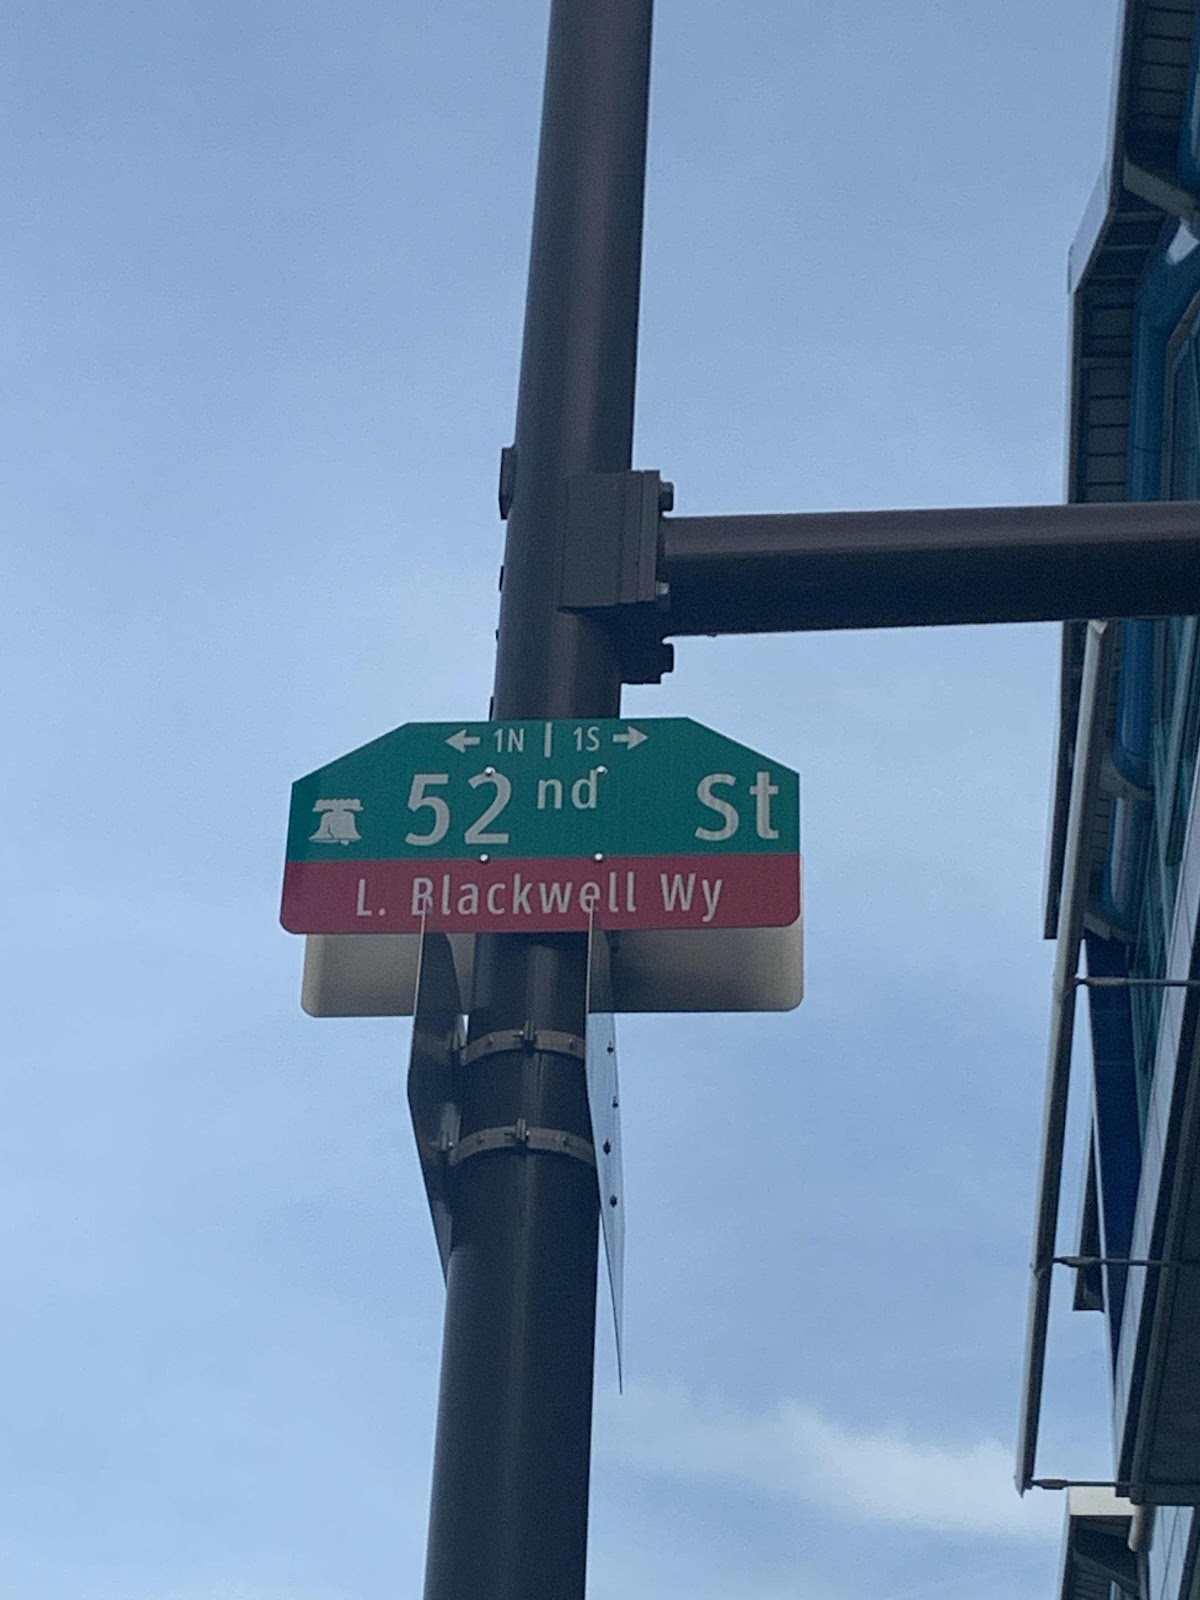 ← 1N | 1S →
52nd St
L. Blackwell Wy